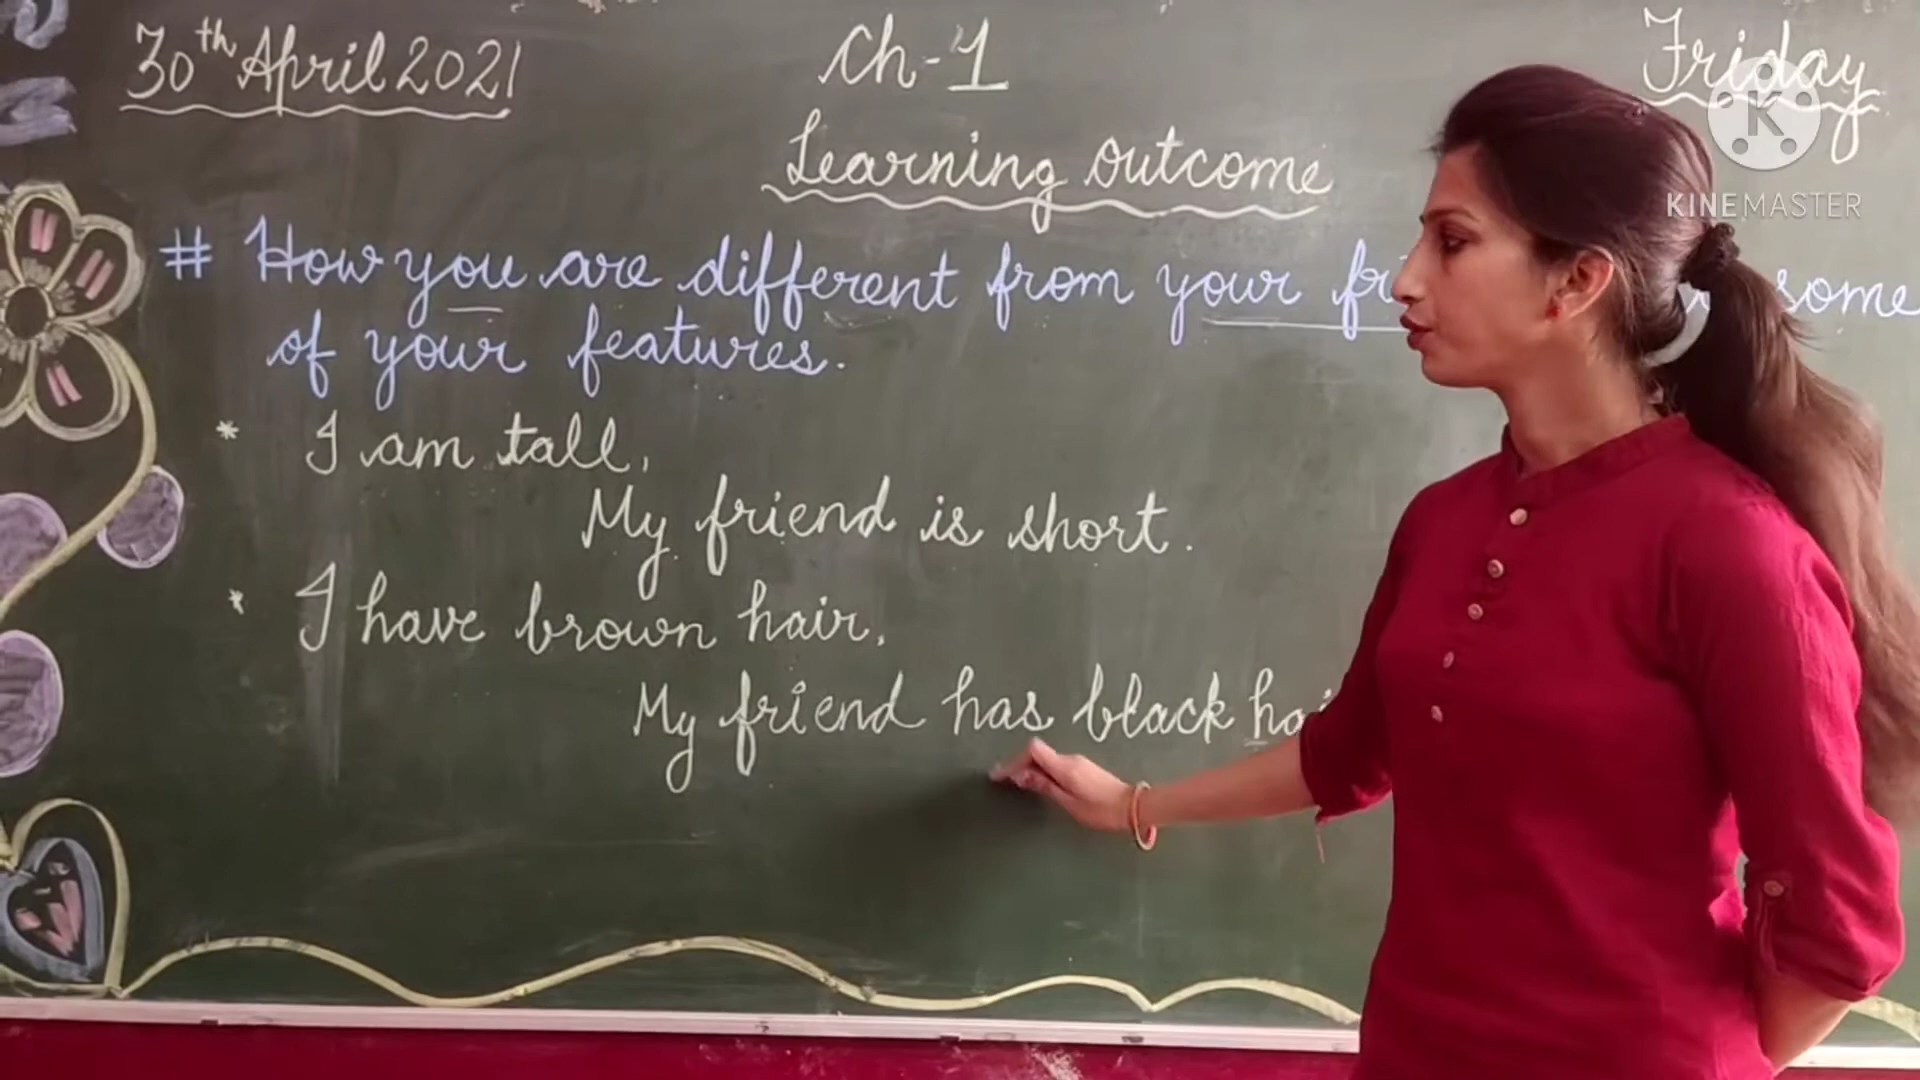 30th April 2021 Ch-1 Friday
Learning Outcome
# How you are different from your some
of your features.
* I am tall,
My friend is short.
* I have brown hair,
My friend has black
K
KINEMASTER